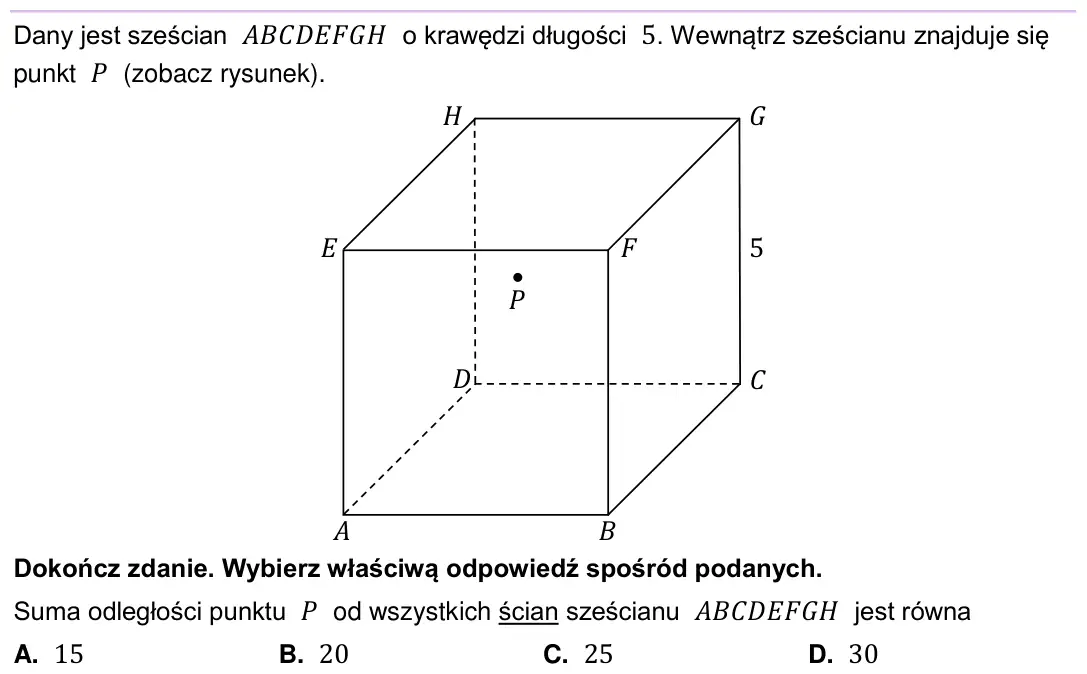 Dany jest sześcian ABCDEFGH o krawędzi długości 5. Wewnątrz sześcianu znajduje się
punkt P (zobacz rysunek).
H G
E F 5
P
D C
A B
Dokończ zdanie. Wybierz właściwą odpowiedź spośród podanych.
Suma odległości punktu P od wszystkich ścian sześcianu ABCDEFGH jest równa
A. 15 B. 20 C. 25 D. 30